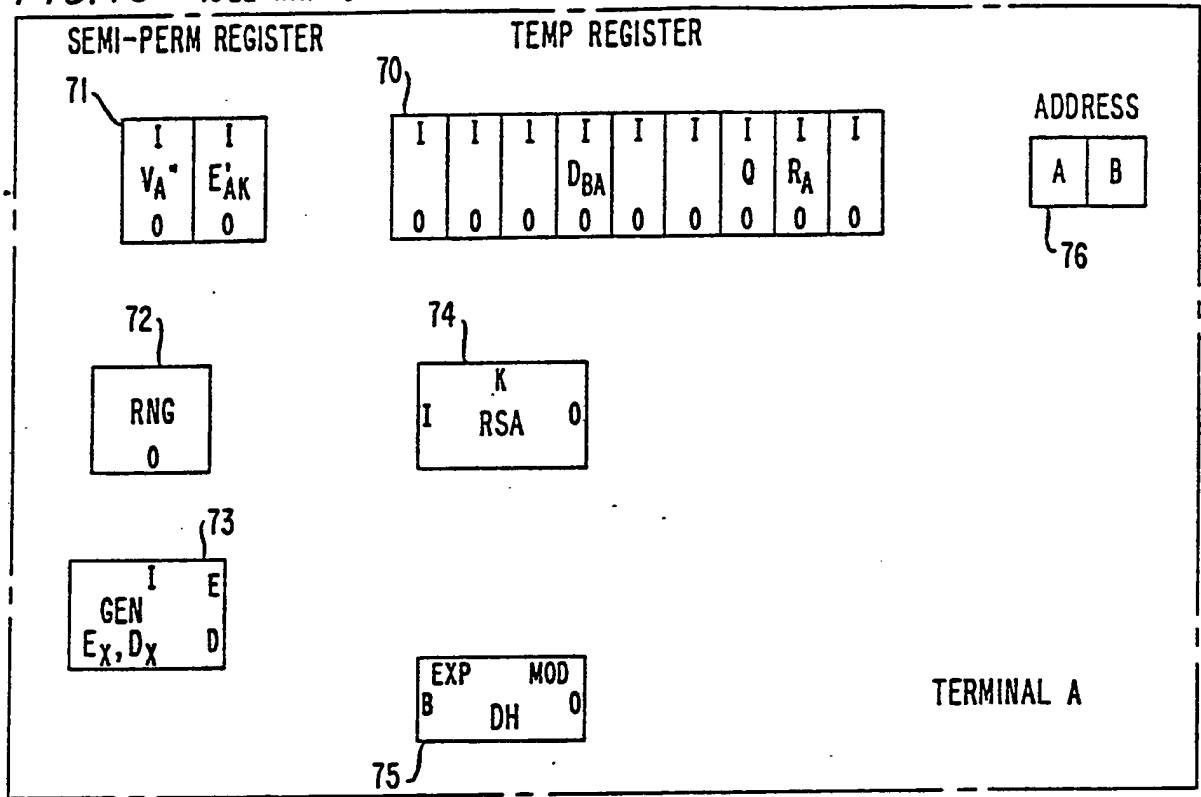 SEMI-PERM REGISTER TEMP REGISTER
71 70
ADDRESS
I I I I I I I I I I I
V_A" E'_AK D_BA Q R_A A B
0 0 0 0 0 0 0 0 0 0 0
76
72 74
K
RNG I RSA 0
0
73
I E
GEN
E_X, D_X D
EXP MOD
B DH 0
TERMINAL A
75